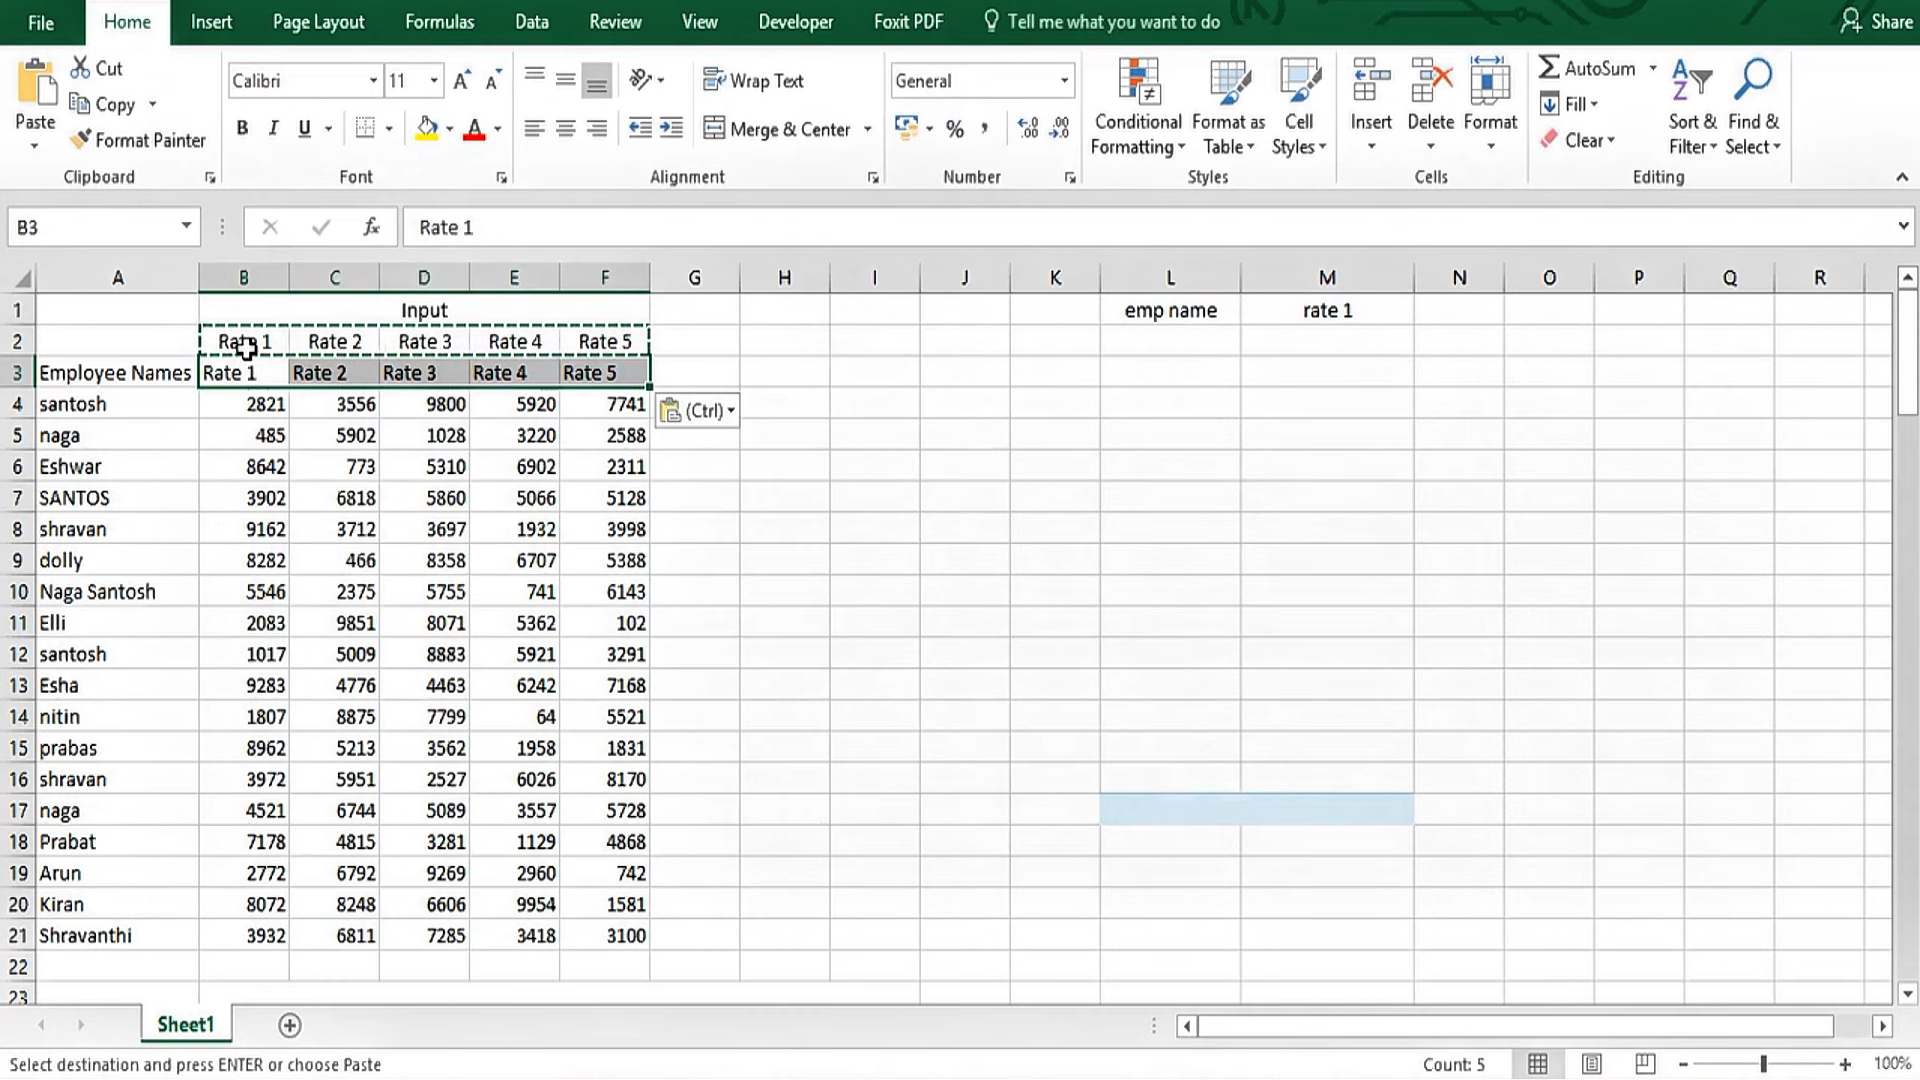 File Home Insert Page Layout Formulas Data Review View Developer Foxit PDF Tell me what you want to do Share
Paste Cut Copy Format Painter
Calibri 11
B I U A A A
Wrap Text
Merge & Center
General
% , .00 .0
Conditional Formatting Format as Table Cell Styles
Insert Delete Format
AutoSum Fill Clear Sort & Filter Find & Select
Clipboard Font Alignment Number Styles Cells Editing
B3 fx Rate 1
A B C D E F G H I J K L M N O P Q R
1 Input emp name rate 1
2 Rate 1 Rate 2 Rate 3 Rate 4 Rate 5
3 Employee Names Rate 1 Rate 2 Rate 3 Rate 4 Rate 5
4 santosh 2821 3556 9800 5920 7741 (Ctrl)
5 naga 485 5902 1028 3220 2588
6 Eshwar 8642 773 5310 6902 2311
7 SANTOS 3902 6818 5860 5066 5128
8 shravan 9162 3712 3697 1932 3998
9 dolly 8282 466 8358 6707 5388
10 Naga Santosh 5546 2375 5755 741 6143
11 Elli 2083 9851 8071 5362 102
12 santosh 1017 5009 8883 5921 3291
13 Esha 9283 4776 4463 6242 7168
14 nitin 1807 8875 7799 64 5521
15 prabas 8962 5213 3562 1958 1831
16 shravan 3972 5951 2527 6026 8170
17 naga 4521 6744 5089 3557 5728
18 Prabat 7178 4815 3281 1129 4868
19 Arun 2772 6792 9269 2960 742
20 Kiran 8072 8248 6606 9954 1581
21 Shravanthi 3932 6811 7285 3418 3100
22
23
Sheet1
Select destination and press ENTER or choose Paste Count: 5 100%